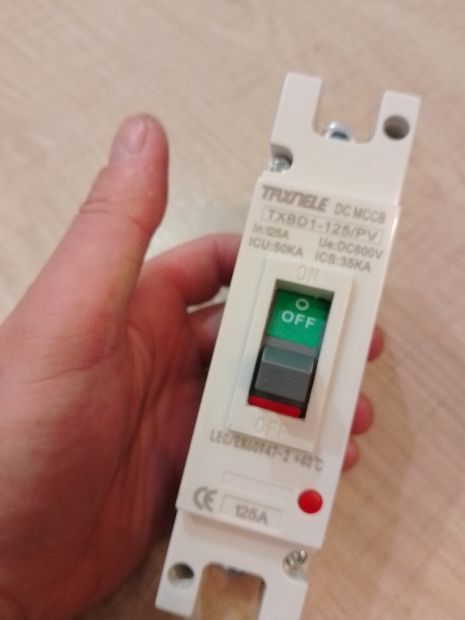 TAXNELE DC MCCB
TXBD1-125/PV
In:125A Ue:DC600V
ICU:50KA ICS:35KA
ON
O
OFF
OFF
LEC/EN60947-2 +40℃
CE 125A